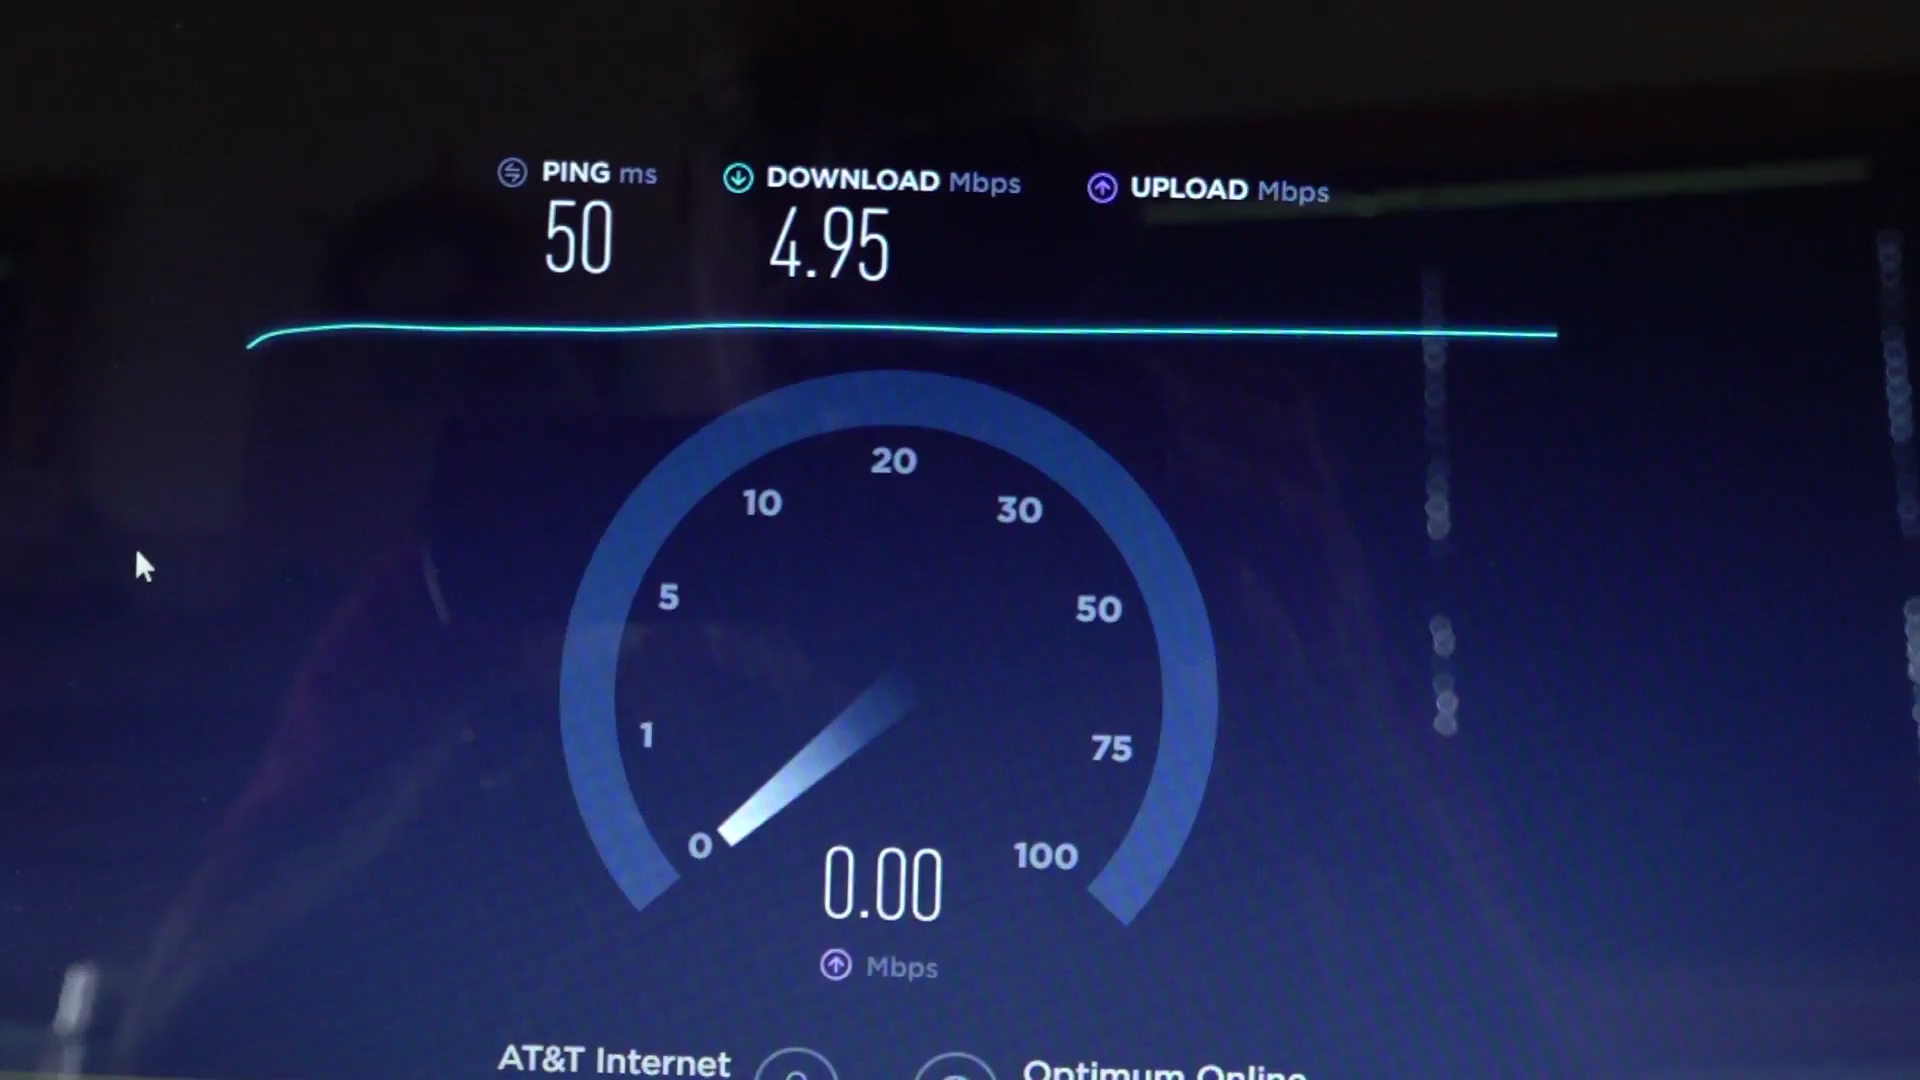 PING ms
50
DOWNLOAD Mbps
4.95
UPLOAD Mbps
0
1
5
10
20
30
50
75
100
0.00
Mbps
AT&T Internet
Optimum Online